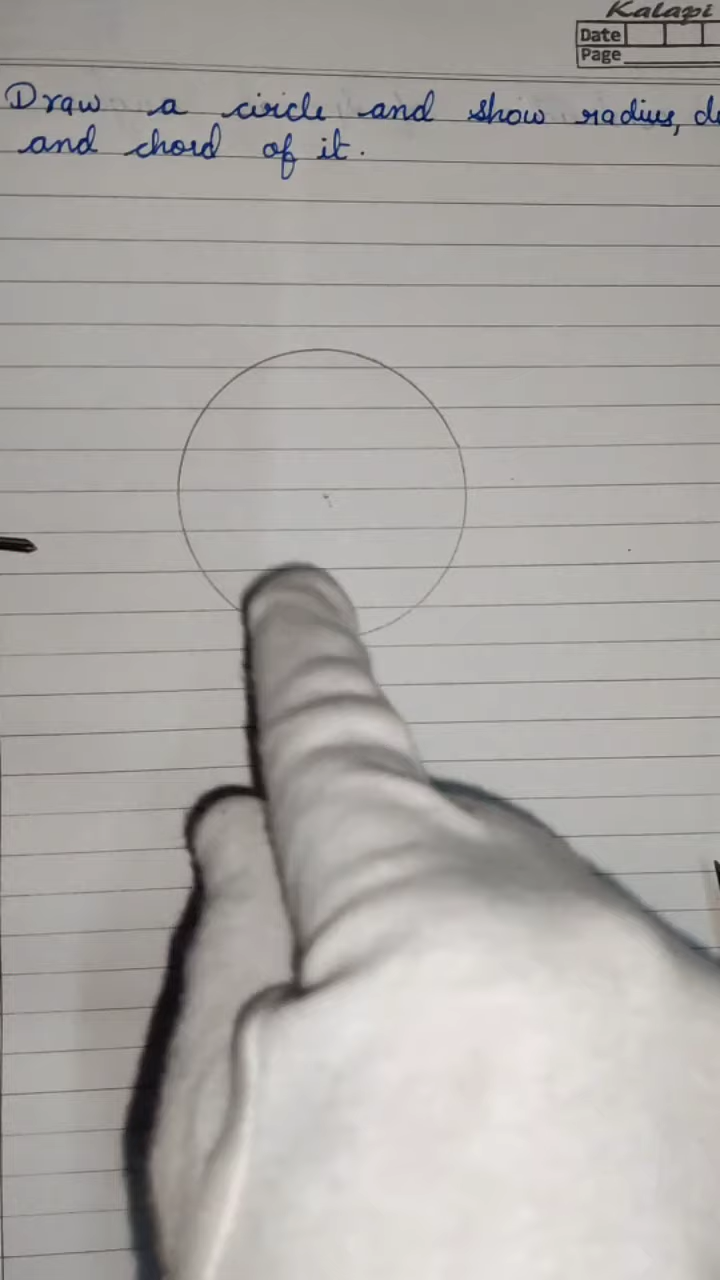 Kalapi
Date
Page
Draw a circle and show radius,
and chord of it.